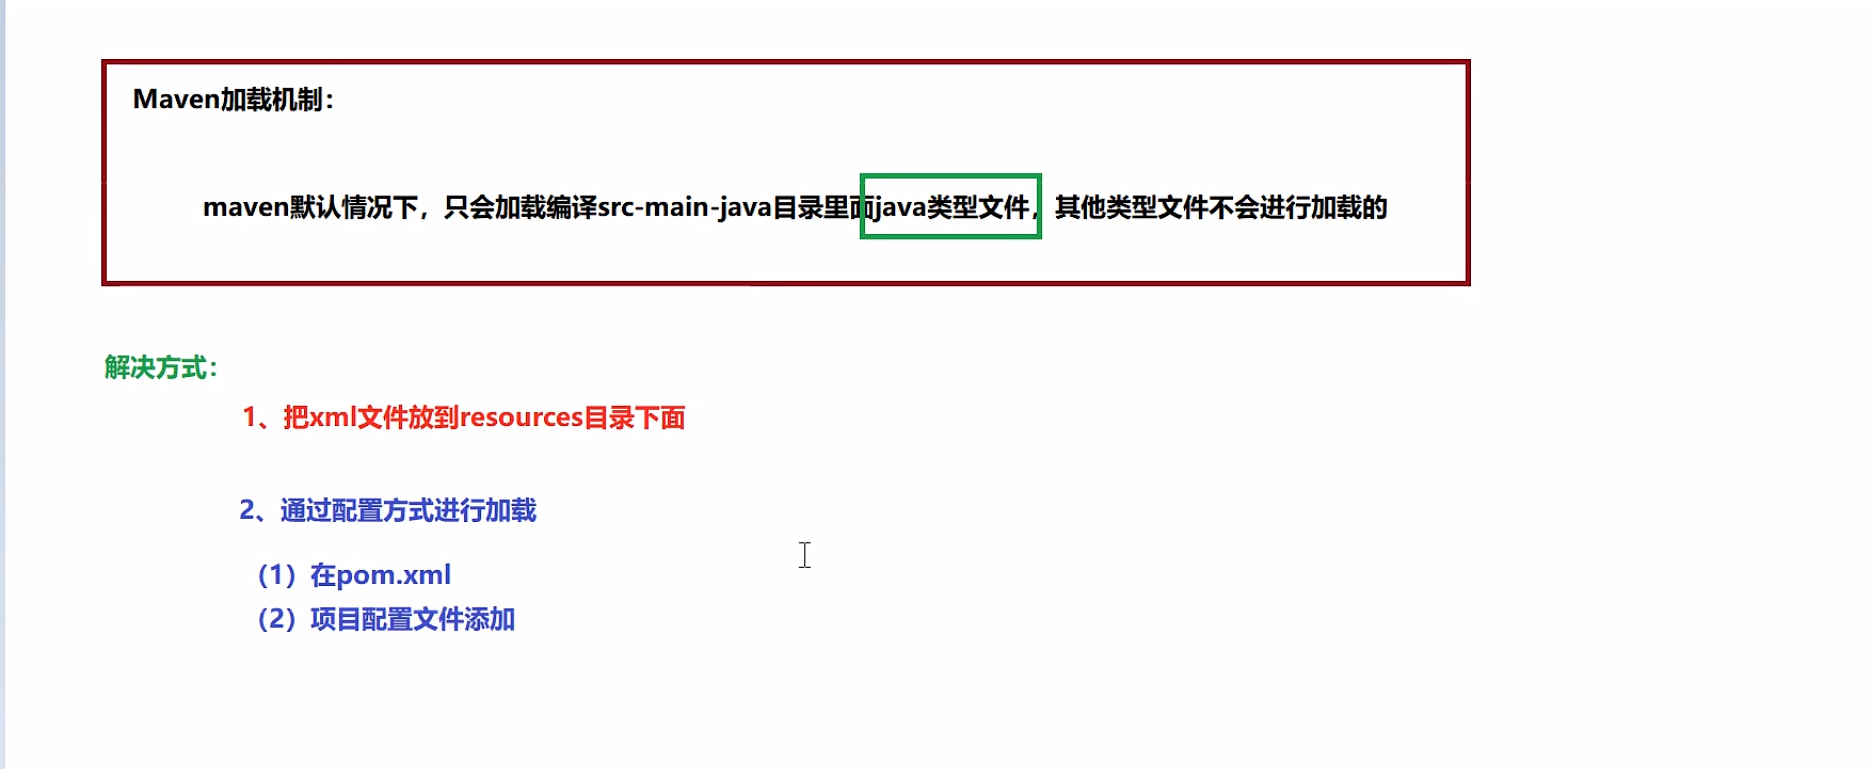 Maven加载机制：
maven默认情况下，只会加载编译src-main-java目录里面java类型文件，其他类型文件不会进行加载的
解决方式：
1、把xml文件放到resources目录下面
2、通过配置方式进行加载
（1）在pom.xml
（2）项目配置文件添加